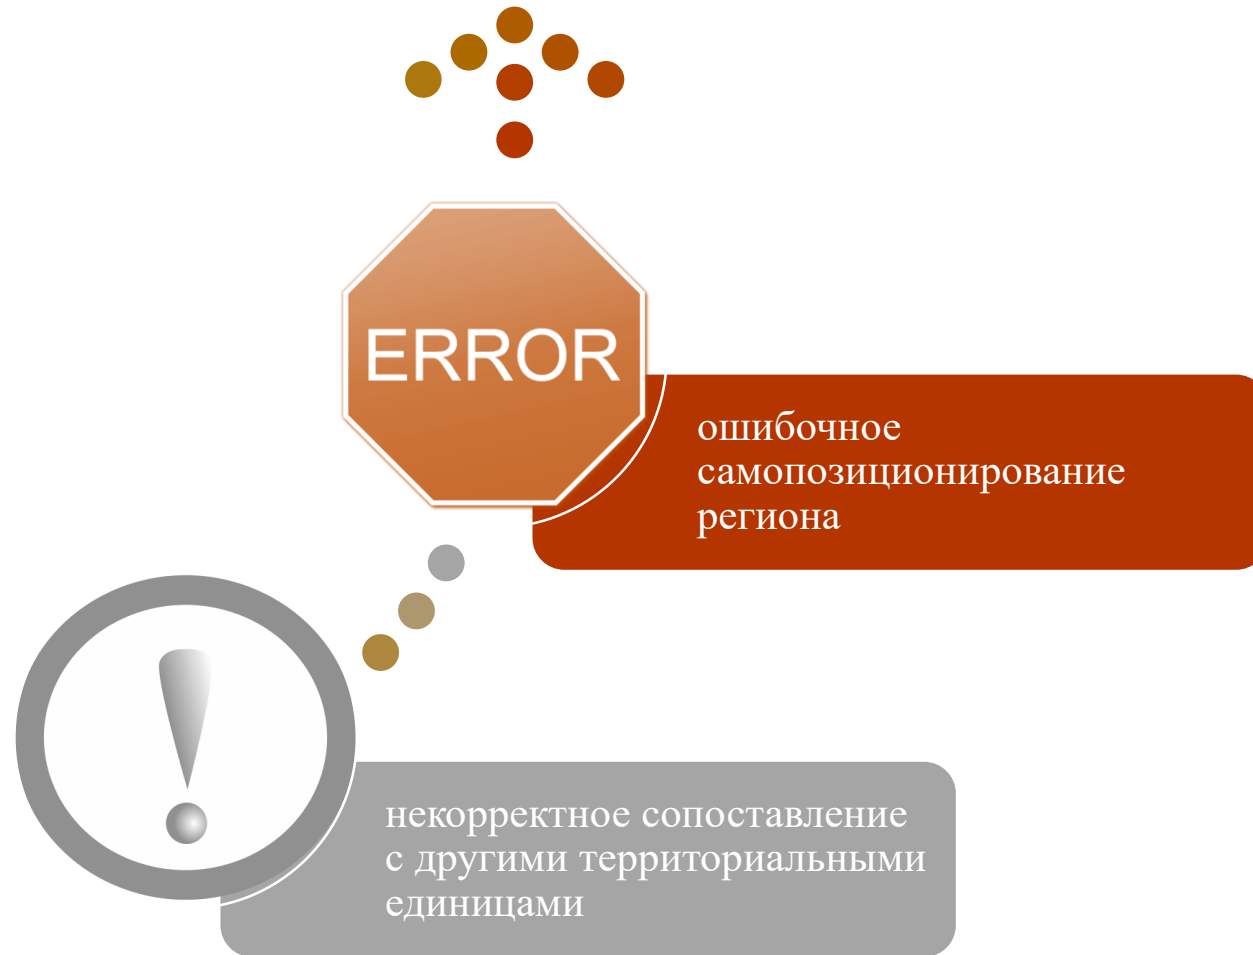 ERROR
ошибочное
самопозиционирование
региона
некорректное сопоставление
с другими территориальными
единицами